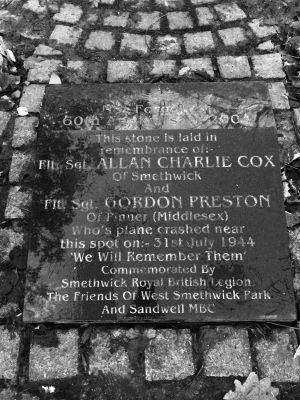 60th
This stone is laid in
remembrance of:-
Flt. Sgt. ALLAN CHARLIE COX
Of Smethwick
And
Flt. Sgt. GORDON PRESTON
Of Pinner (Middlesex)
Who's plane crashed near
this spot on:- 31st July 1944
'We Will Remember Them'
Commemorated By
Smethwick Royal British Legion,
The Friends Of West Smethwick Park
And Sandwell MBC